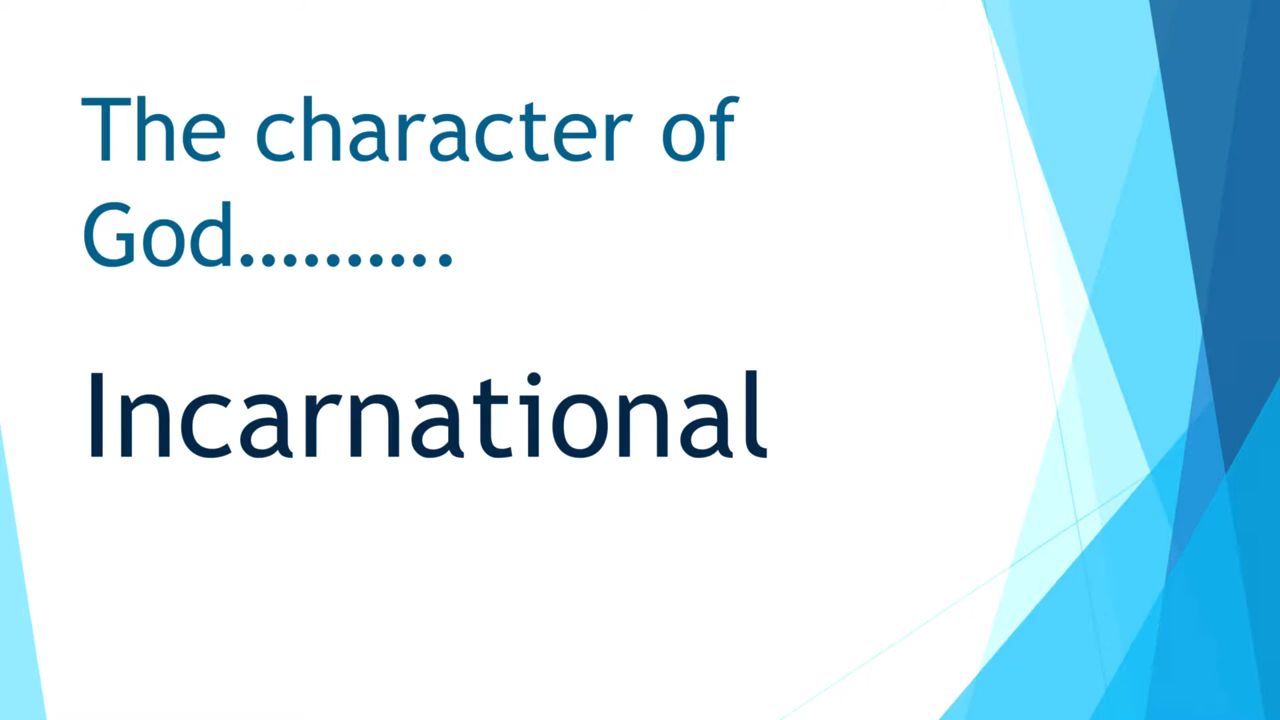 The character of
God……….
Incarnational